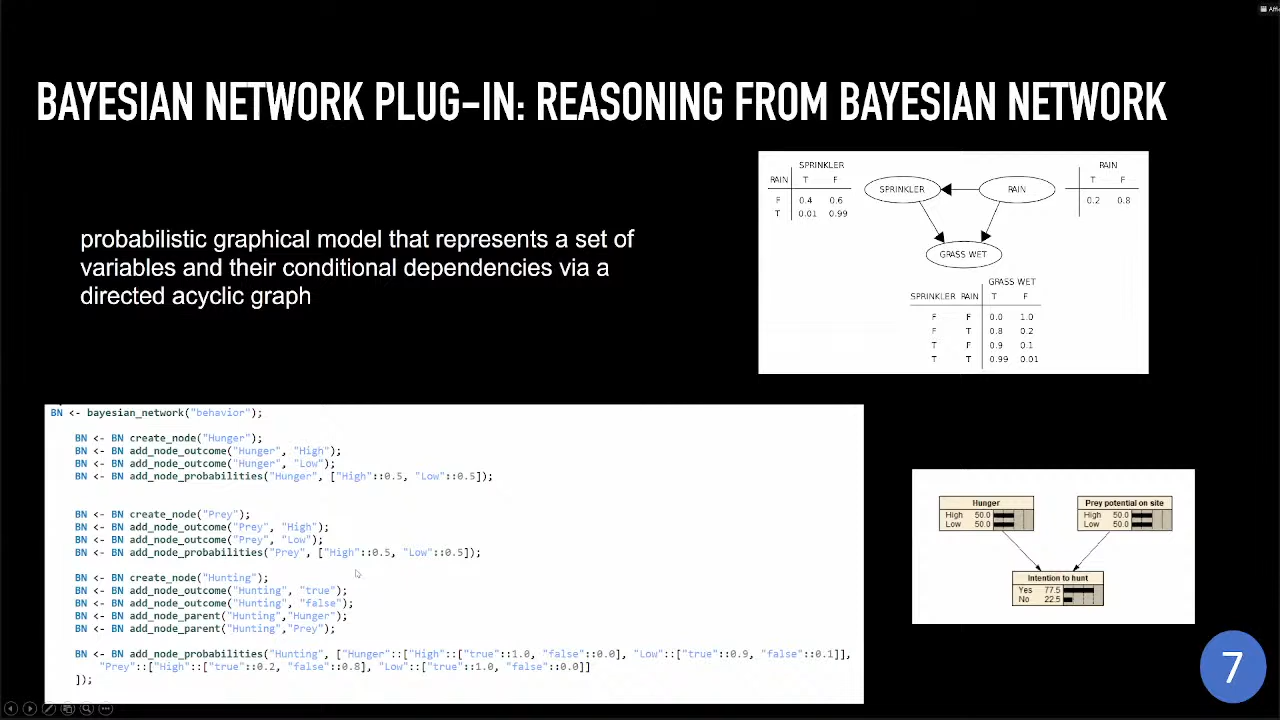 BAYESIAN NETWORK PLUG-IN: REASONING FROM BAYESIAN NETWORK
probabilistic graphical model that represents a set of
variables and their conditional dependencies via a
directed acyclic graph
SPRINKLER
RAIN T F
F 0.4 0.6
T 0.01 0.99
SPRINKLER
RAIN
GRASS WET
RAIN
T F
0.2 0.8
GRASS WET
SPRINKLER RAIN T F
F F 0.0 1.0
F T 0.8 0.2
T F 0.9 0.1
T T 0.99 0.01
BN <- bayesian_network("behavior");
BN <- BN create_node("Hunger");
BN <- BN add_node_outcome("Hunger", "High");
BN <- BN add_node_outcome("Hunger", "Low");
BN <- BN add_node_probabilities("Hunger", ["High"::0.5, "Low"::0.5]);
BN <- BN create_node("Prey");
BN <- BN add_node_outcome("Prey", "High");
BN <- BN add_node_outcome("Prey", "Low");
BN <- BN add_node_probabilities("Prey", ["High"::0.5, "Low"::0.5]);
BN <- BN create_node("Hunting");
BN <- BN add_node_outcome("Hunting", "true");
BN <- BN add_node_outcome("Hunting", "false");
BN <- BN add_node_parent("Hunting","Hunger");
BN <- BN add_node_parent("Hunting","Prey");
BN <- BN add_node_probabilities("Hunting", ["Hunger"::["High"::["true"::1.0, "false"::0.0], "Low"::["true"::0.9, "false"::0.1]],
"Prey"::["High"::["true"::0.2, "false"::0.8], "Low"::["true"::1.0, "false"::0.0]]
]);
Hunger
High 50.0
Low 50.0
Prey potential on site
High 50.0
Low 50.0
Intention to hunt
Yes 77.5
No 22.5
7